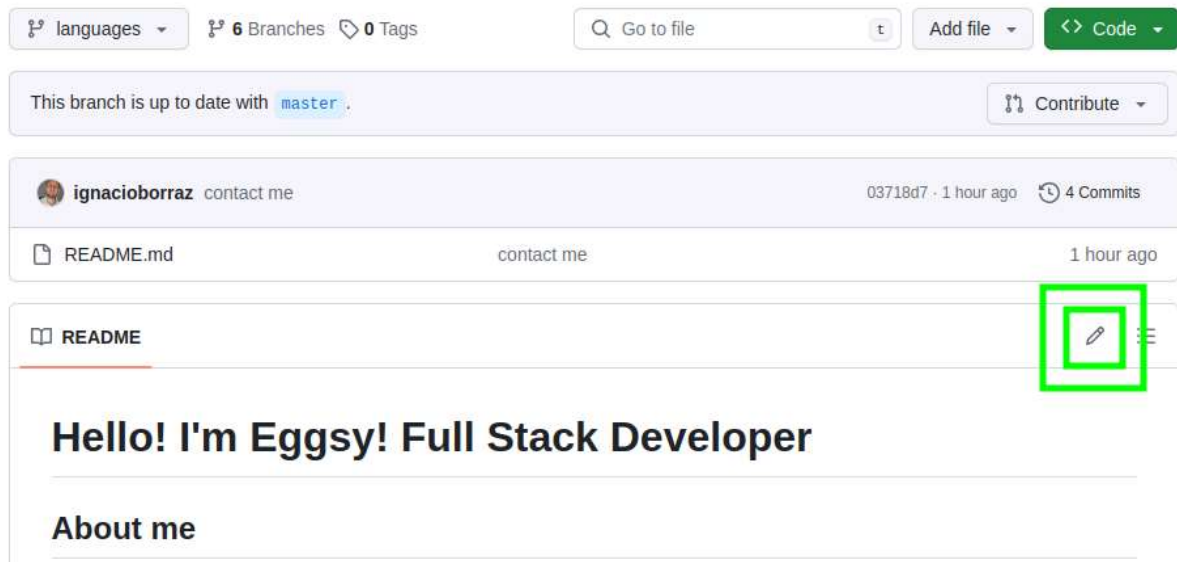 languages 6 Branches 0 Tags Go to file t Add file Code
This branch is up to date with master .
Contribute
ignacioborraz contact me 03718d7 · 1 hour ago 4 Commits
README.md contact me 1 hour ago
README
Hello! I'm Eggsy! Full Stack Developer
About me